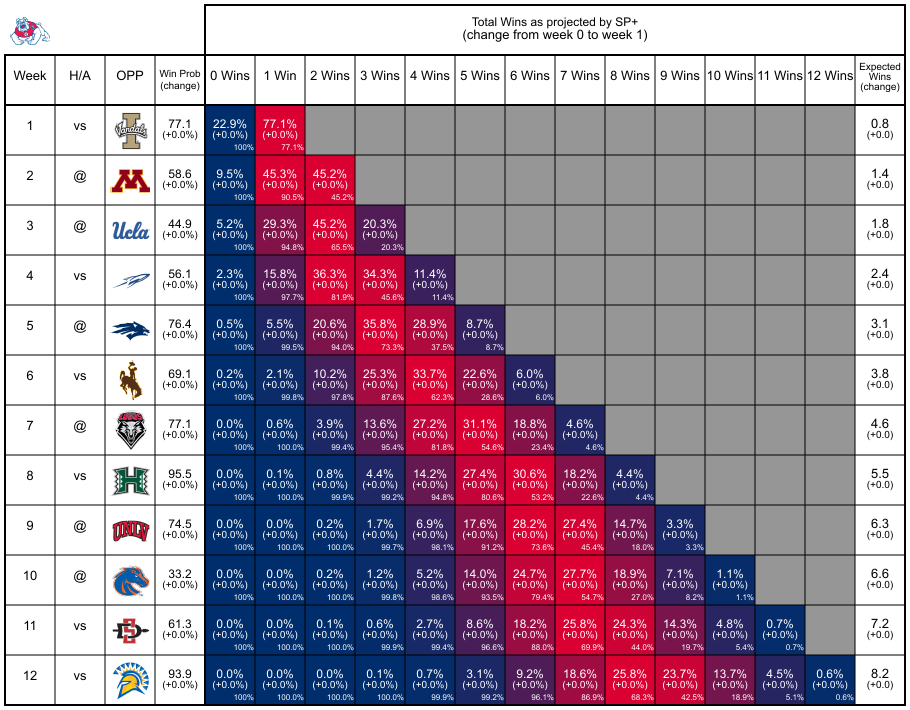 Total Wins as projected by SP+
(change from week 0 to week 1)
Week H/A OPP Win Prob (change) 0 Wins 1 Win 2 Wins 3 Wins 4 Wins 5 Wins 6 Wins 7 Wins 8 Wins 9 Wins 10 Wins 11 Wins 12 Wins Expected Wins (change)
1 vs I Vandals 77.1 22.9% 77.1% 0.8
(+0.0%) (+0.0%) (+0.0%) (+0.0)
100% 77.1%
2 @ M 58.6 9.5% 45.3% 45.2% 1.4
(+0.0%) (+0.0%) (+0.0%) (+0.0%) (+0.0)
100% 90.5% 45.2%
3 @ Ucla 44.9 5.2% 29.3% 45.2% 20.3% 1.8
(+0.0%) (+0.0%) (+0.0%) (+0.0%) (+0.0%) (+0.0)
100% 94.8% 65.5% 20.3%
4 vs 56.1 2.3% 15.8% 36.3% 34.3% 11.4% 2.4
(+0.0%) (+0.0%) (+0.0%) (+0.0%) (+0.0%) (+0.0%) (+0.0)
100% 97.7% 81.9% 45.6% 11.4%
5 @ 76.4 0.5% 5.5% 20.6% 35.8% 28.9% 8.7% 3.1
(+0.0%) (+0.0%) (+0.0%) (+0.0%) (+0.0%) (+0.0%) (+0.0%) (+0.0)
100% 99.5% 94.0% 73.3% 37.5% 8.7%
6 vs 69.1 0.2% 2.1% 10.2% 25.3% 33.7% 22.6% 6.0% 3.8
(+0.0%) (+0.0%) (+0.0%) (+0.0%) (+0.0%) (+0.0%) (+0.0%) (+0.0%) (+0.0)
100% 99.8% 97.8% 87.6% 62.3% 28.6% 6.0%
7 @ LOBOS 77.1 0.0% 0.6% 3.9% 13.6% 27.2% 31.1% 18.8% 4.6% 4.6
(+0.0%) (+0.0%) (+0.0%) (+0.0%) (+0.0%) (+0.0%) (+0.0%) (+0.0%) (+0.0%) (+0.0)
100% 100.0% 99.4% 95.4% 81.8% 54.6% 23.4% 4.6%
8 vs H 95.5 0.0% 0.1% 0.8% 4.4% 14.2% 27.4% 30.6% 18.2% 4.4% 5.5
(+0.0%) (+0.0%) (+0.0%) (+0.0%) (+0.0%) (+0.0%) (+0.0%) (+0.0%) (+0.0%) (+0.0%) (+0.0)
100% 100.0% 99.9% 99.2% 94.8% 80.6% 53.2% 22.6% 4.4%
9 @ UNLV 74.5 0.0% 0.0% 0.2% 1.7% 6.9% 17.6% 28.2% 27.4% 14.7% 3.3% 6.3
(+0.0%) (+0.0%) (+0.0%) (+0.0%) (+0.0%) (+0.0%) (+0.0%) (+0.0%) (+0.0%) (+0.0%) (+0.0%) (+0.0)
100% 100.0% 100.0% 99.7% 98.1% 91.2% 73.6% 45.4% 18.0% 3.3%
10 @ 33.2 0.0% 0.0% 0.2% 1.2% 5.2% 14.0% 24.7% 27.7% 18.9% 7.1% 1.1% 6.6
(+0.0%) (+0.0%) (+0.0%) (+0.0%) (+0.0%) (+0.0%) (+0.0%) (+0.0%) (+0.0%) (+0.0%) (+0.0%) (+0.0%) (+0.0)
100% 100.0% 100.0% 99.8% 98.6% 93.5% 79.4% 54.7% 27.0% 8.2% 1.1%
11 vs SD 61.3 0.0% 0.0% 0.1% 0.6% 2.7% 8.6% 18.2% 25.8% 24.3% 14.3% 4.8% 0.7% 7.2
(+0.0%) (+0.0%) (+0.0%) (+0.0%) (+0.0%) (+0.0%) (+0.0%) (+0.0%) (+0.0%) (+0.0%) (+0.0%) (+0.0%) (+0.0%) (+0.0)
100% 100.0% 100.0% 99.9% 99.4% 96.6% 88.0% 69.9% 44.0% 19.7% 5.4% 0.7%
12 vs 93.9 0.0% 0.0% 0.0% 0.1% 0.7% 3.1% 9.2% 18.6% 25.8% 23.7% 13.7% 4.5% 0.6% 8.2
(+0.0%) (+0.0%) (+0.0%) (+0.0%) (+0.0%) (+0.0%) (+0.0%) (+0.0%) (+0.0%) (+0.0%) (+0.0%) (+0.0%) (+0.0%) (+0.0%) (+0.0)
100% 100.0% 100.0% 100.0% 99.9% 99.2% 96.1% 86.9% 68.3% 42.5% 18.9% 5.1% 0.6%